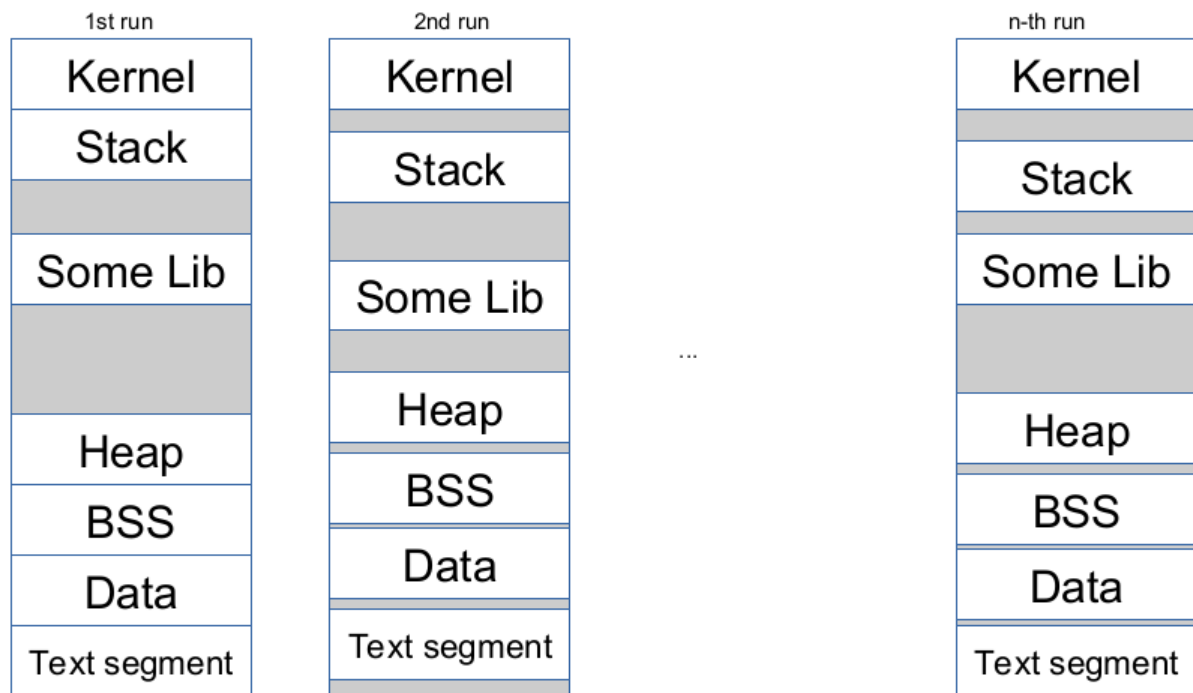 1st run
Kernel
Stack
Some Lib
Heap
BSS
Data
Text segment
2nd run
Kernel
Stack
Some Lib
Heap
BSS
Data
Text segment
...
n-th run
Kernel
Stack
Some Lib
Heap
BSS
Data
Text segment